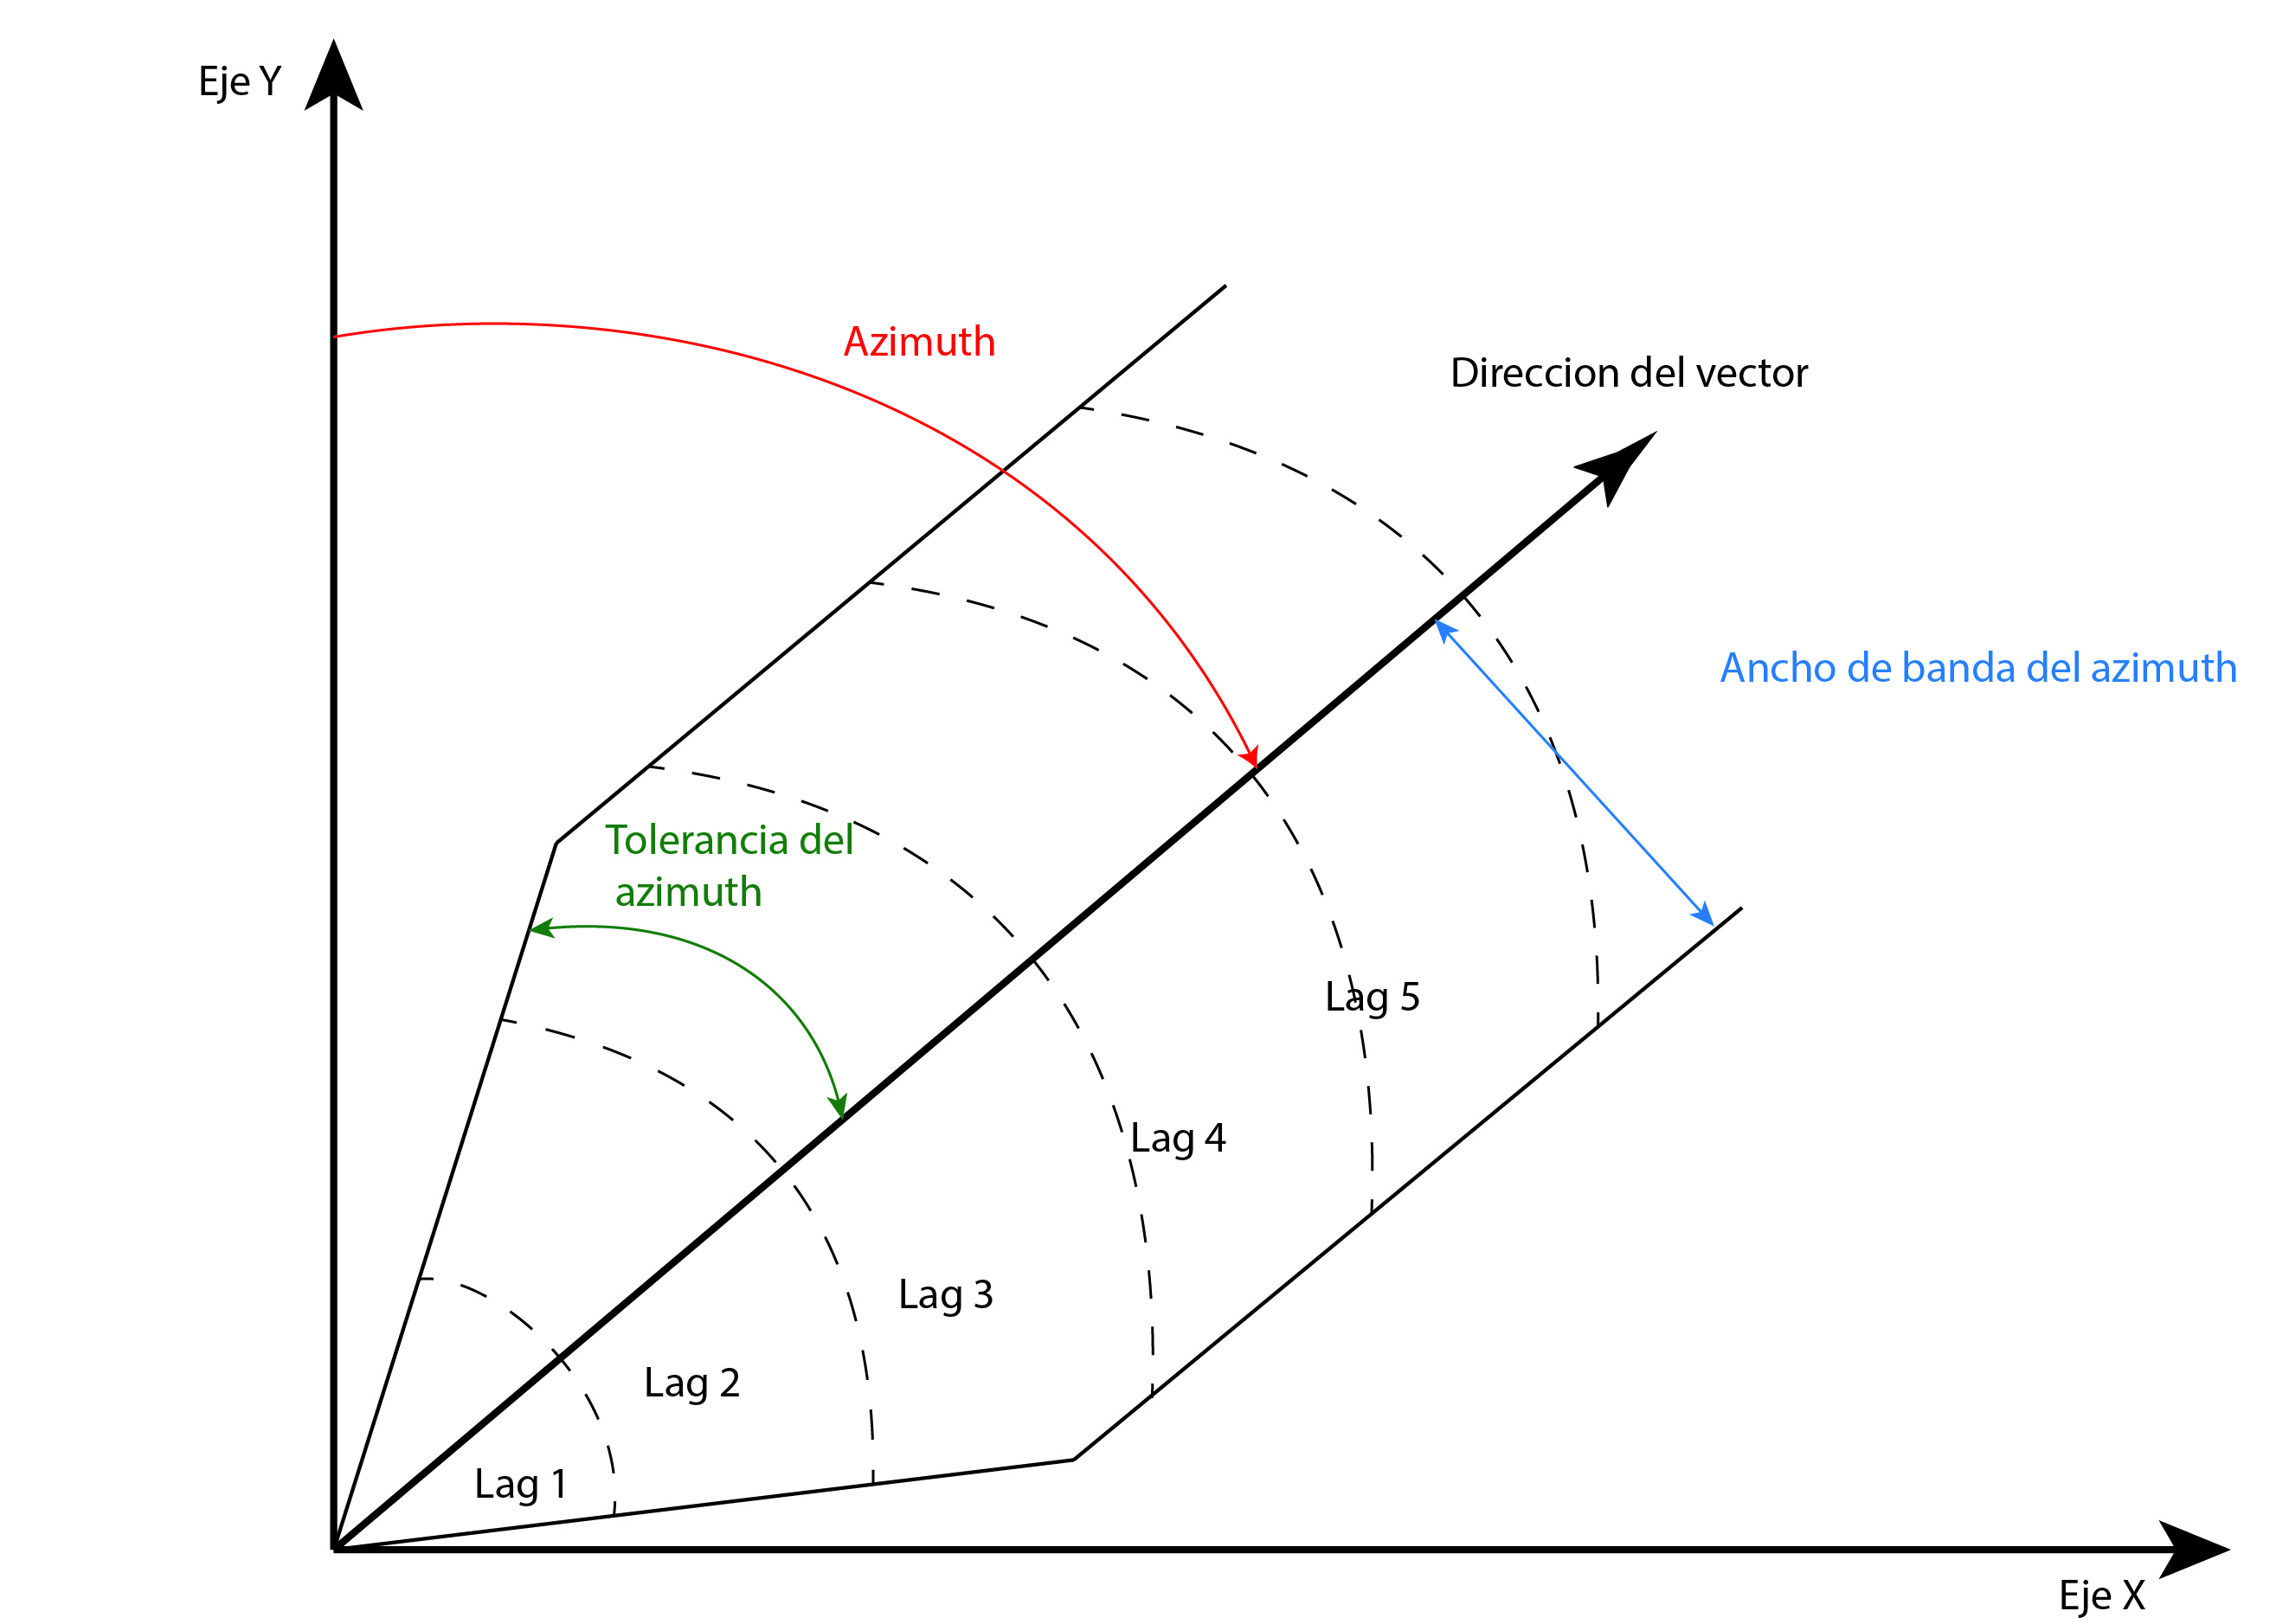 Eje Y
Azimuth
Direccion del vector
Ancho de banda del azimuth
Tolerancia del
azimuth
Lag 5
Lag 4
Lag 3
Lag 2
Lag 1
Eje X